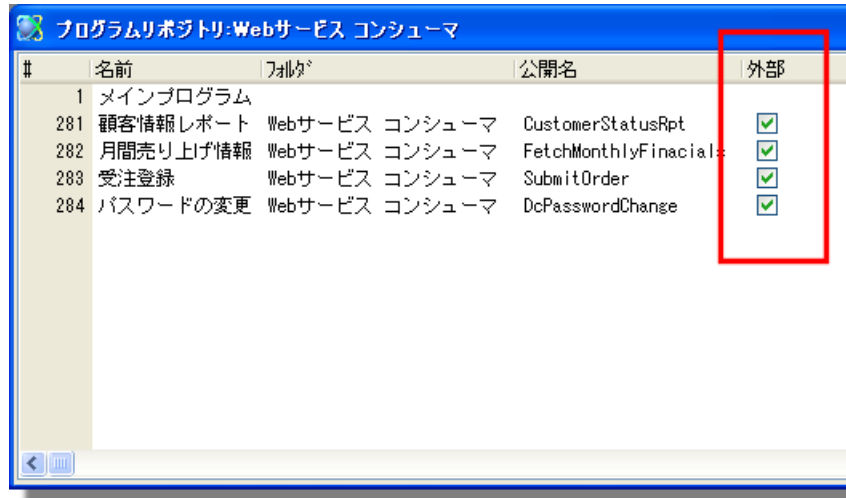 プログラムリポジトリ:Webサービス コンシューマ
# 名前 フォルダ 公開名 外部
1 メインプログラム
281 顧客情報レポート Webサービス コンシューマ CustomerStatusRpt
282 月間売り上げ情報 Webサービス コンシューマ FetchMonthlyFinacial
283 受注登録 Webサービス コンシューマ SubmitOrder
284 パスワードの変更 Webサービス コンシューマ DcPasswordChange